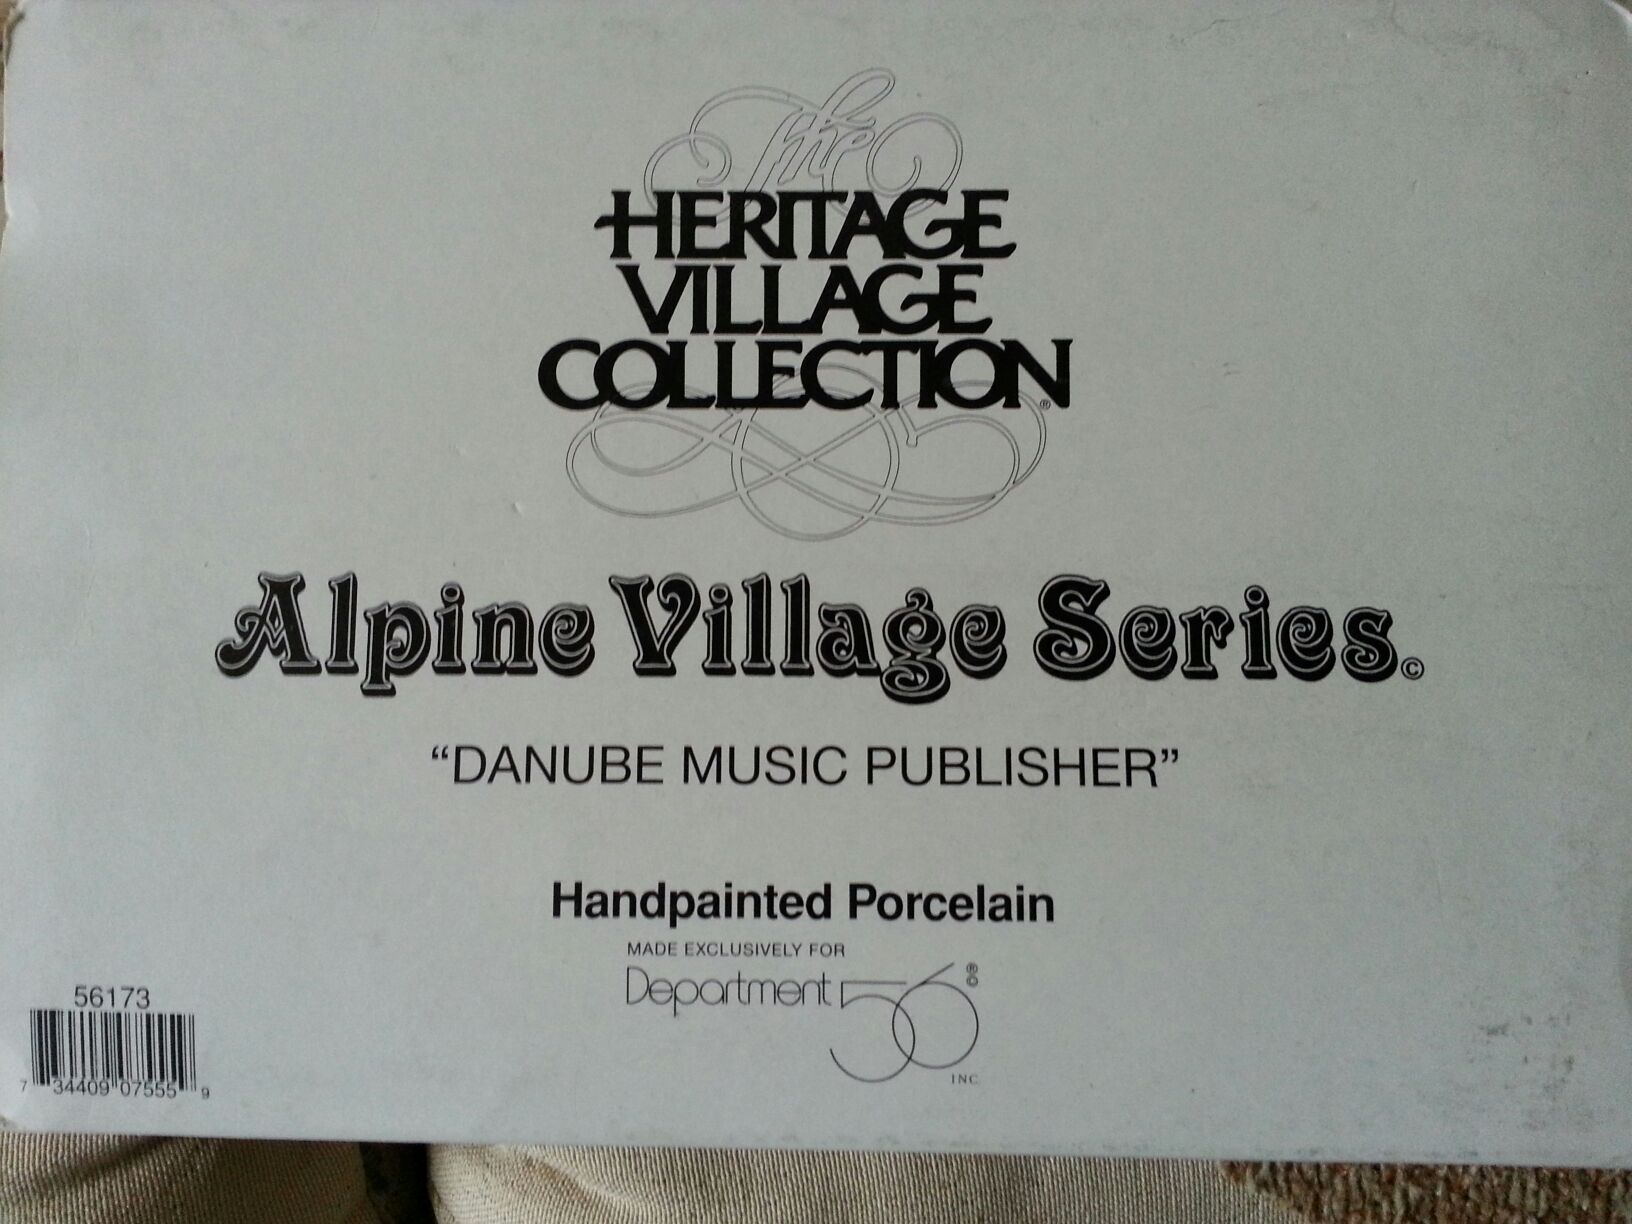 The
HERITAGE
VILLAGE
COLLECTION®
Alpine Village Series©
“DANUBE MUSIC PUBLISHER”
Handpainted Porcelain
MADE EXCLUSIVELY FOR
Department 56 ®©
INC
56173
7 34409 07555 9